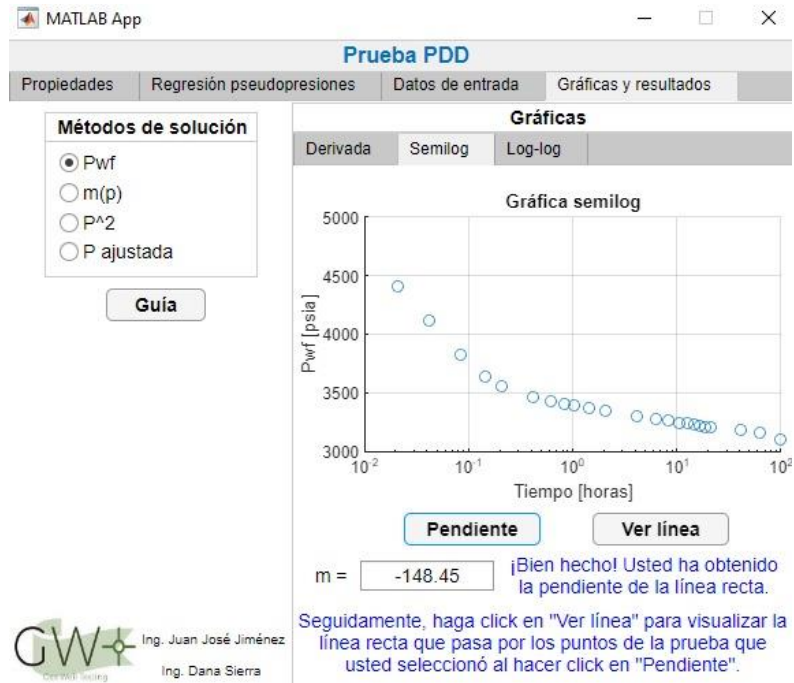 MATLAB App
Prueba PDD
Propiedades Regresión pseudopresiones Datos de entrada Gráficas y resultados
Métodos de solución
Pwf
m(p)
P^2
P ajustada
Guía
Gráficas
Derivada Semilog Log-log
Gráfica semilog
5000
4500
4000
3500
3000
Pwf [psia]
10^-2 10^-1 10^0 10^1 10^2
Tiempo [horas]
Pendiente Ver línea
m = -148.45
¡Bien hecho! Usted ha obtenido
la pendiente de la línea recta.
Seguidamente, haga click en "Ver línea" para visualizar la
línea recta que pasa por los puntos de la prueba que
usted seleccionó al hacer click en "Pendiente".
GW
Gas Well Testing
Ing. Juan José Jiménez
Ing. Dana Sierra